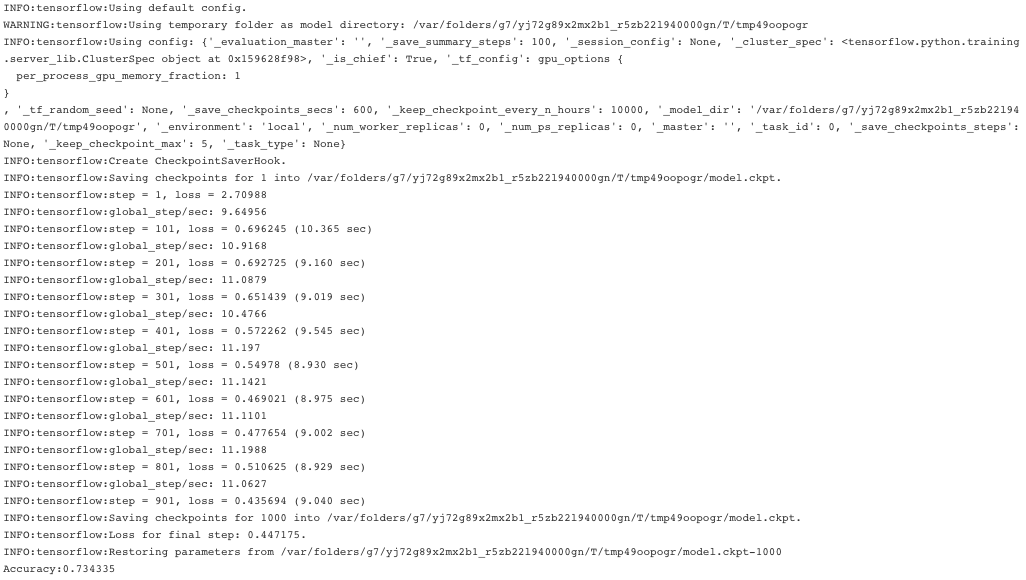 INFO:tensorflow:Using default config.
WARNING:tensorflow:Using temporary folder as model directory: /var/folders/g7/yj72g89x2mx2b1_r5zb22l940000gn/T/tmp49oopogr
INFO:tensorflow:Using config: {'_evaluation_master': '', '_save_summary_steps': 100, '_session_config': None, '_cluster_spec': <tensorflow.python.training
.server_lib.ClusterSpec object at 0x159628f98>, '_is_chief': True, '_tf_config': gpu_options {
  per_process_gpu_memory_fraction: 1
}
, '_tf_random_seed': None, '_save_checkpoints_secs': 600, '_keep_checkpoint_every_n_hours': 10000, '_model_dir': '/var/folders/g7/yj72g89x2mx2b1_r5zb22l94
0000gn/T/tmp49oopogr', '_environment': 'local', '_num_worker_replicas': 0, '_num_ps_replicas': 0, '_master': '', '_task_id': 0, '_save_checkpoints_steps':
None, '_keep_checkpoint_max': 5, '_task_type': None}
INFO:tensorflow:Create CheckpointSaverHook.
INFO:tensorflow:Saving checkpoints for 1 into /var/folders/g7/yj72g89x2mx2b1_r5zb22l940000gn/T/tmp49oopogr/model.ckpt.
INFO:tensorflow:step = 1, loss = 2.70988
INFO:tensorflow:global_step/sec: 9.64956
INFO:tensorflow:step = 101, loss = 0.696245 (10.365 sec)
INFO:tensorflow:global_step/sec: 10.9168
INFO:tensorflow:step = 201, loss = 0.692725 (9.160 sec)
INFO:tensorflow:global_step/sec: 11.0879
INFO:tensorflow:step = 301, loss = 0.651439 (9.019 sec)
INFO:tensorflow:global_step/sec: 10.4766
INFO:tensorflow:step = 401, loss = 0.572262 (9.545 sec)
INFO:tensorflow:global_step/sec: 11.197
INFO:tensorflow:step = 501, loss = 0.54978 (8.930 sec)
INFO:tensorflow:global_step/sec: 11.1421
INFO:tensorflow:step = 601, loss = 0.469021 (8.975 sec)
INFO:tensorflow:global_step/sec: 11.1101
INFO:tensorflow:step = 701, loss = 0.477654 (9.002 sec)
INFO:tensorflow:global_step/sec: 11.1988
INFO:tensorflow:step = 801, loss = 0.510625 (8.929 sec)
INFO:tensorflow:global_step/sec: 11.0627
INFO:tensorflow:step = 901, loss = 0.435694 (9.040 sec)
INFO:tensorflow:Saving checkpoints for 1000 into /var/folders/g7/yj72g89x2mx2b1_r5zb22l940000gn/T/tmp49oopogr/model.ckpt.
INFO:tensorflow:Loss for final step: 0.447175.
INFO:tensorflow:Restoring parameters from /var/folders/g7/yj72g89x2mx2b1_r5zb22l940000gn/T/tmp49oopogr/model.ckpt-1000
Accuracy:0.734335